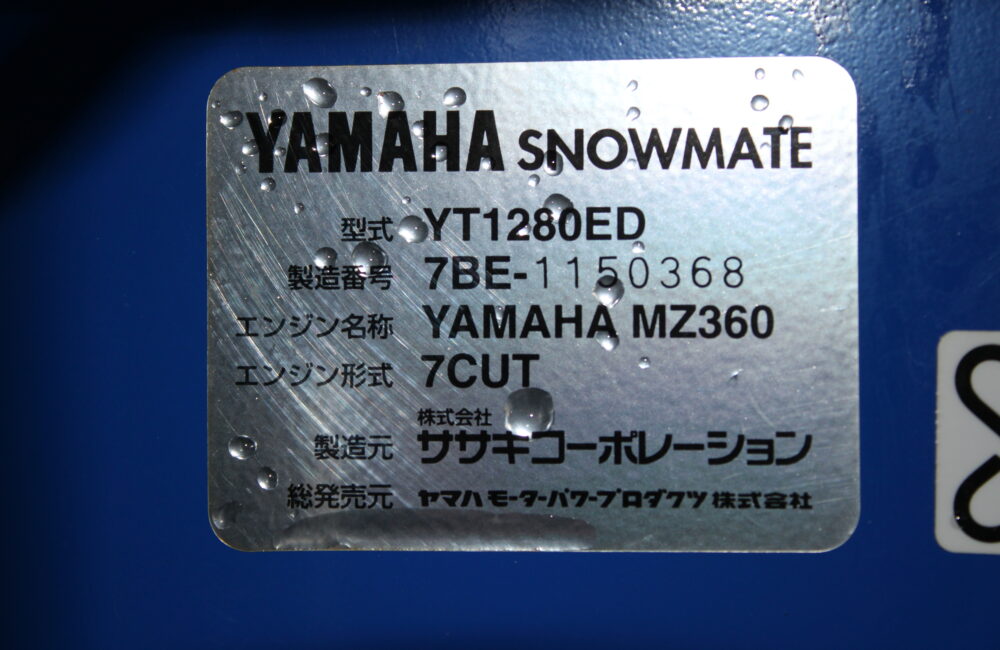 YAMAHA SNOWMATE
型式 YT1280ED
製造番号 7BE-1150368
エンジン名称 YAMAHA MZ360
エンジン形式 7CUT
株式会社
製造元 ササキコーポレーション
総発売元 ヤマハ モーターパワープロダクツ 株式会社